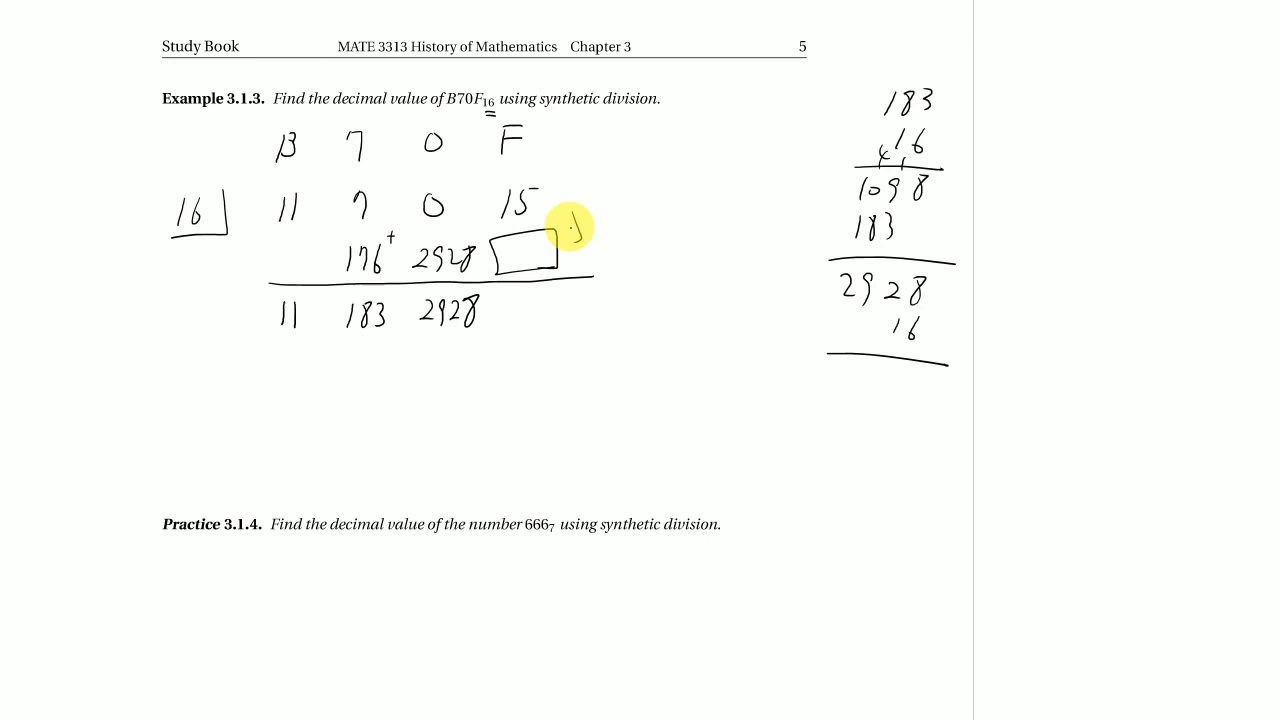 Study Book MATE 3313 History of Mathematics Chapter 3 5
Example 3.1.3. Find the decimal value of B70F₁₆ using synthetic division.
B 7 0 F
16 11 7 0 15
176 + 2928
11 183 2928
183
16
1098
183
2928
16
Practice 3.1.4. Find the decimal value of the number 666₇ using synthetic division.